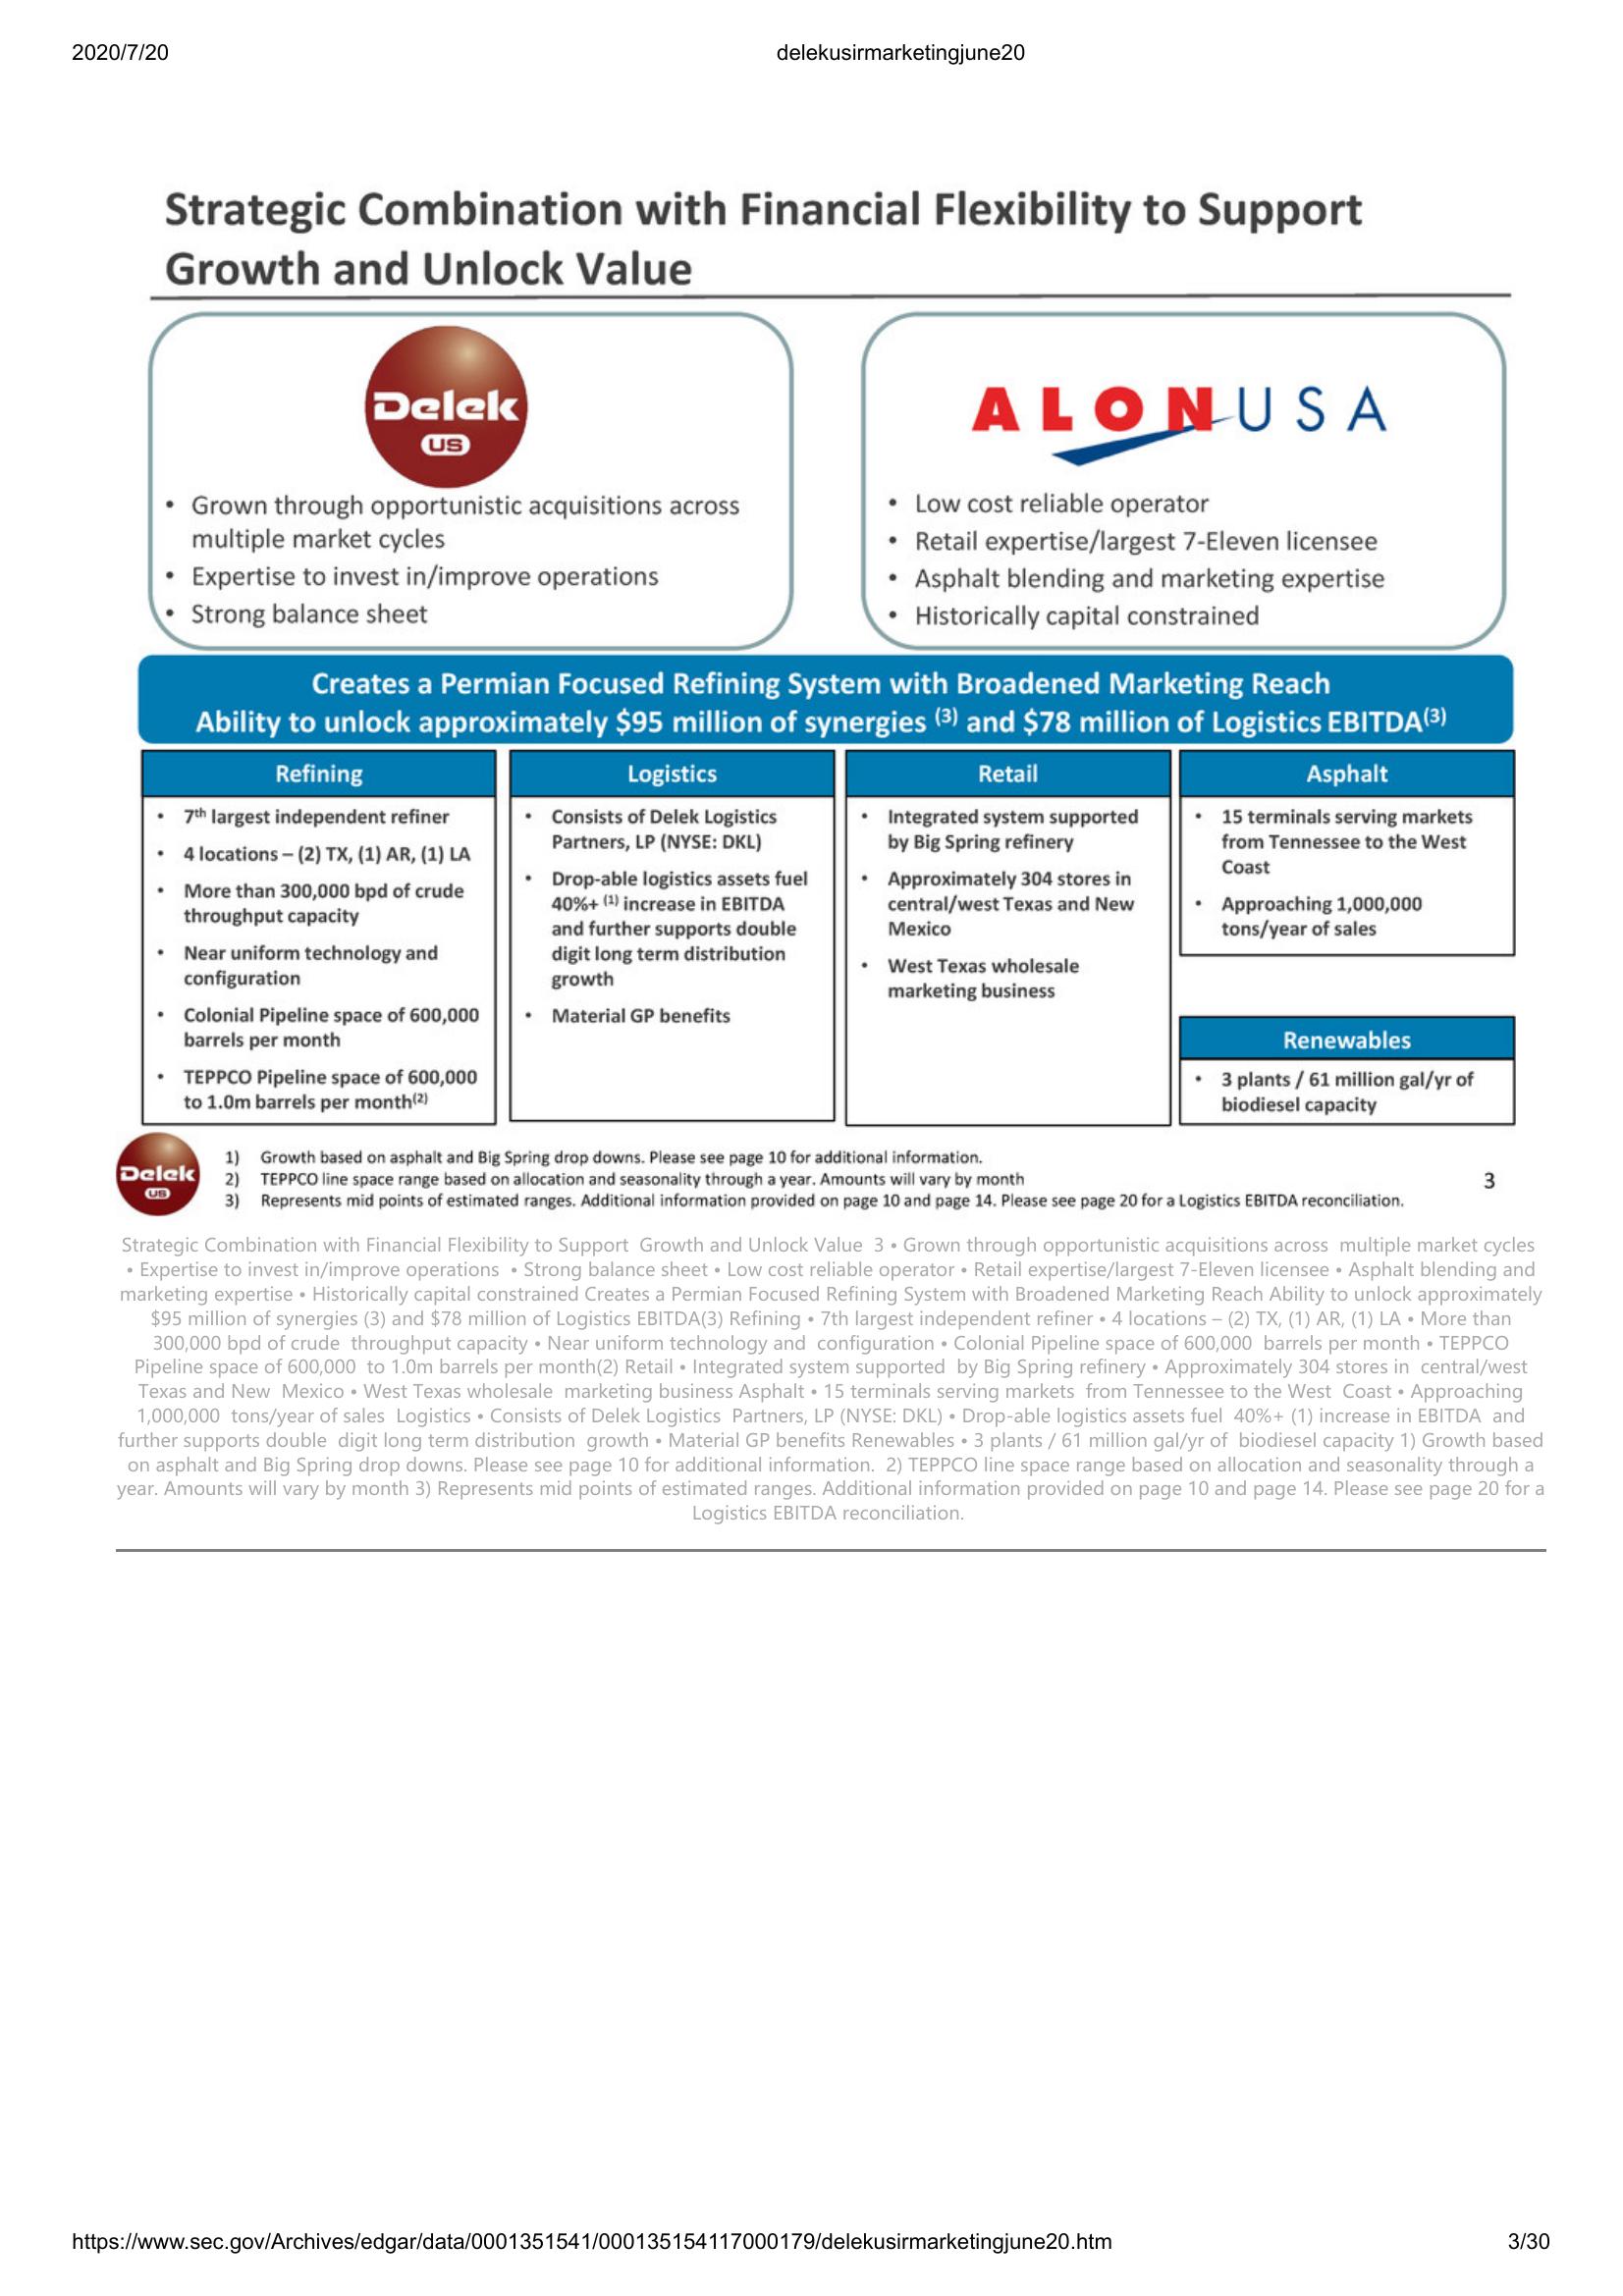 2020/7/20
delekusirmarketingjune20
Strategic Combination with Financial Flexibility to Support
Growth and Unlock Value
Delek
US
• Grown through opportunistic acquisitions across
multiple market cycles
• Expertise to invest in/improve operations
• Strong balance sheet
ALON USA
• Low cost reliable operator
• Retail expertise/largest 7-Eleven licensee
• Asphalt blending and marketing expertise
• Historically capital constrained
Creates a Permian Focused Refining System with Broadened Marketing Reach
Ability to unlock approximately $95 million of synergies (3) and $78 million of Logistics EBITDA(3)
Refining
• 7th largest independent refiner
• 4 locations – (2) TX, (1) AR, (1) LA
• More than 300,000 bpd of crude
throughput capacity
• Near uniform technology and
configuration
• Colonial Pipeline space of 600,000
barrels per month
• TEPPCO Pipeline space of 600,000
to 1.0m barrels per month(2)
Logistics
• Consists of Delek Logistics
Partners, LP (NYSE: DKL)
• Drop-able logistics assets fuel
40%+ (1) increase in EBITDA
and further supports double
digit long term distribution
growth
• Material GP benefits
Retail
• Integrated system supported
by Big Spring refinery
• Approximately 304 stores in
central/west Texas and New
Mexico
• West Texas wholesale
marketing business
Asphalt
• 15 terminals serving markets
from Tennessee to the West
Coast
• Approaching 1,000,000
tons/year of sales
Renewables
• 3 plants / 61 million gal/yr of
biodiesel capacity
Delek
US
1) Growth based on asphalt and Big Spring drop downs. Please see page 10 for additional information.
2) TEPPCO line space range based on allocation and seasonality through a year. Amounts will vary by month
3) Represents mid points of estimated ranges. Additional information provided on page 10 and page 14. Please see page 20 for a Logistics EBITDA reconciliation.
3
Strategic Combination with Financial Flexibility to Support Growth and Unlock Value 3 • Grown through opportunistic acquisitions across multiple market cycles
• Expertise to invest in/improve operations • Strong balance sheet • Low cost reliable operator • Retail expertise/largest 7-Eleven licensee • Asphalt blending and
marketing expertise • Historically capital constrained Creates a Permian Focused Refining System with Broadened Marketing Reach Ability to unlock approximately
$95 million of synergies (3) and $78 million of Logistics EBITDA(3) Refining • 7th largest independent refiner • 4 locations – (2) TX, (1) AR, (1) LA • More than
300,000 bpd of crude throughput capacity • Near uniform technology and configuration • Colonial Pipeline space of 600,000 barrels per month • TEPPCO
Pipeline space of 600,000 to 1.0m barrels per month(2) Retail • Integrated system supported by Big Spring refinery • Approximately 304 stores in central/west
Texas and New Mexico • West Texas wholesale marketing business Asphalt • 15 terminals serving markets from Tennessee to the West Coast • Approaching
1,000,000 tons/year of sales Logistics • Consists of Delek Logistics Partners, LP (NYSE: DKL) • Drop-able logistics assets fuel 40%+ (1) increase in EBITDA and
further supports double digit long term distribution growth • Material GP benefits Renewables • 3 plants / 61 million gal/yr of biodiesel capacity 1) Growth based
on asphalt and Big Spring drop downs. Please see page 10 for additional information. 2) TEPPCO line space range based on allocation and seasonality through a
year. Amounts will vary by month 3) Represents mid points of estimated ranges. Additional information provided on page 10 and page 14. Please see page 20 for a
Logistics EBITDA reconciliation.
https://www.sec.gov/Archives/edgar/data/0001351541/000135154117000179/delekusirmarketingjune20.htm
3/30